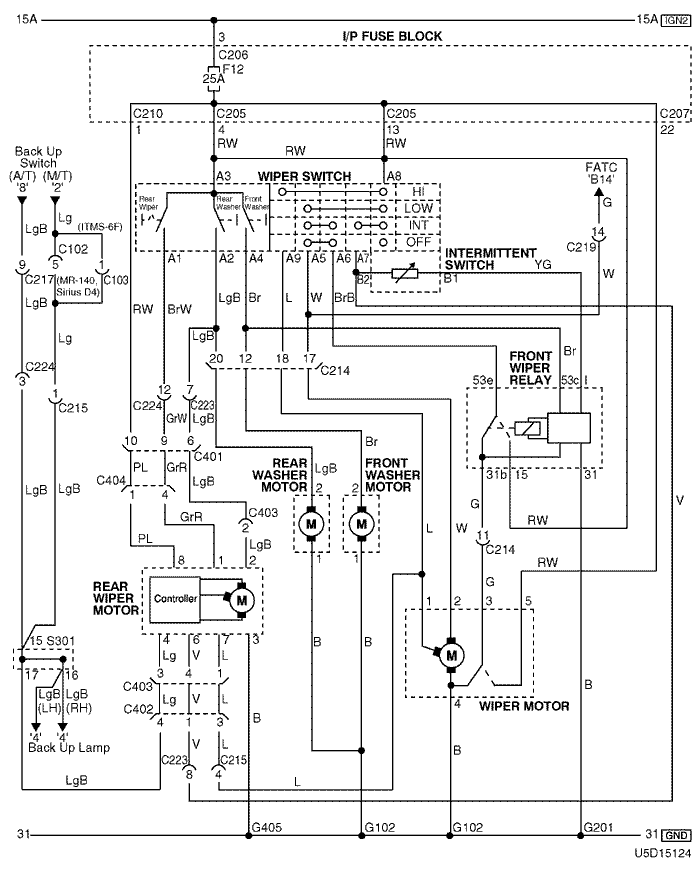 15A 15A IGN2
3 I/P FUSE BLOCK
C206
F12
25A
C210 C205 C205 C207
1 4 13 22
RW RW
RW
Back Up
Switch
(A/T) (M/T)
'8' '2'
FATC
'B14'
A3 WIPER SWITCH A8
Rear
Wiper
Rear
Washer
Front
Washer
HI
LOW
INT
OFF
G
14
C219
Lg
LgB (ITMS-6F)
C102
9 5 1
C217 (MR-140, C103
Sirius D4)
A1 A2 A4 A9 A5 A6 A7
B2 B1
INTERMITTENT
SWITCH
YG
W
LgB Lg
RW BrW LgB Br L W BrB
LgB
20 12 18 17
C214
Br
FRONT
WIPER
RELAY
C224
3
1
C215
12 7
C224 C223
GrW LgB
53e 53c I
10 9 6
C401
Br
PL GrR LgB
C404
1 4
REAR
WASHER
MOTOR
LgB
FRONT
WASHER
MOTOR
31b 15 31
LgB LgB
GrR
C403
2
2 2
M M
G
V
PL LgB
L W RW
11
C214
8 1 2
1 1
RW
REAR
WIPER
MOTOR
Controller
M
G
1 2 3 5
15 S301
4 6 7 3
Lg V L
B B B
M
17 16
3 4 1
C403
LgB LgB
(LH) (RH)
Lg V L
C402
4 1 3
4
WIPER MOTOR
'4' '4'
Back Up Lamp
B
V L
C223 C215
8 4
B
LgB L
31 G405 G102 G102 G201 31 GND
U5D15124